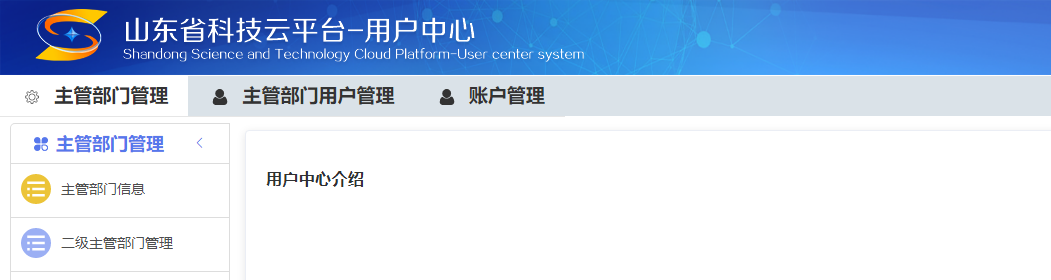 山东省科技云平台-用户中心
Shandong Science and Technology Cloud Platform-User center system
主管部门管理 主管部门用户管理 账户管理
主管部门管理
用户中心介绍
主管部门信息
二级主管部门管理